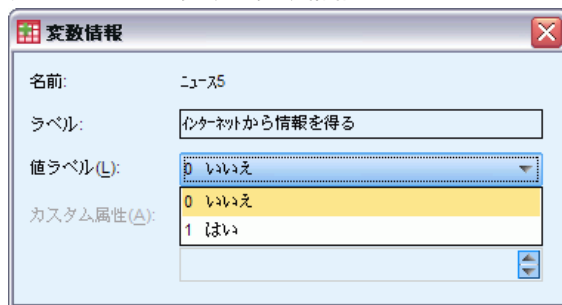 変数情報
名前: ニュース5
ラベル: インターネットから情報を得る
値ラベル(L): 0 いいえ
0 いいえ
カスタム属性(A):
1 はい